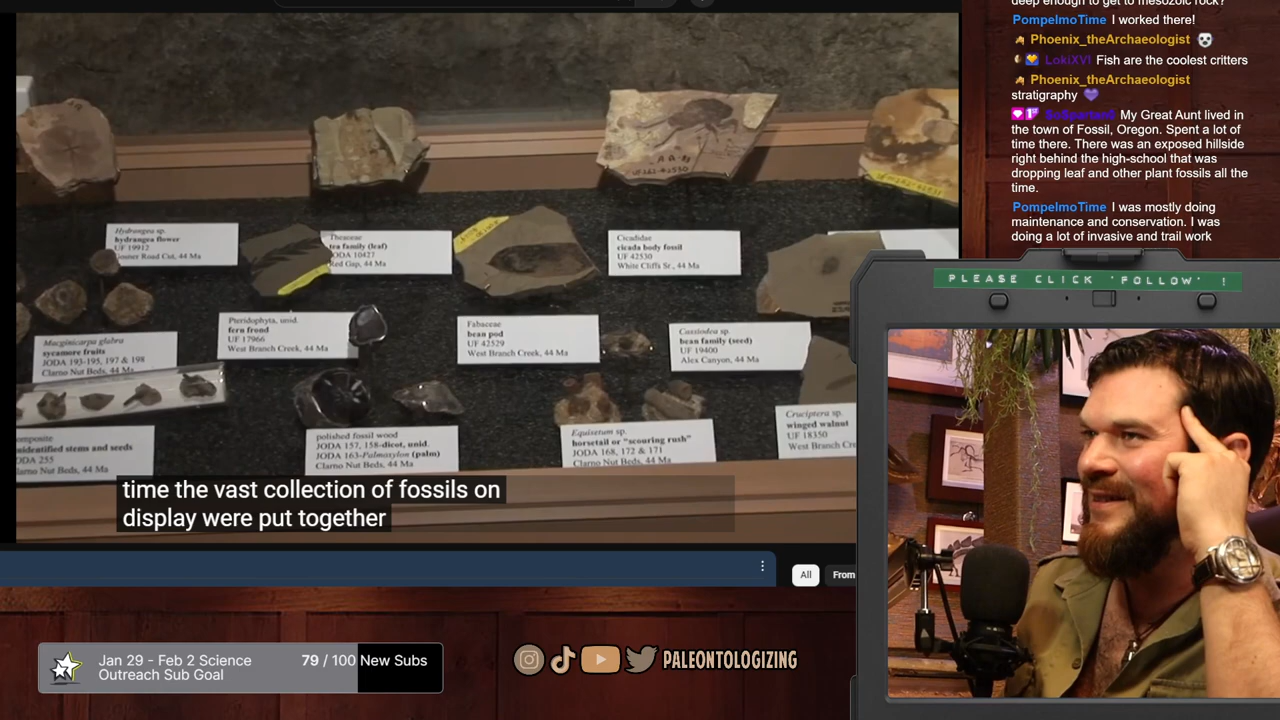 deep enough to get to mesozoic rock?
PompelmoTime I worked there!
Phoenix_theArchaeologist
LokiXVI Fish are the coolest critters
Phoenix_theArchaeologist
stratigraphy
My Great Aunt lived in
the town of Fossil, Oregon. Spent a lot of
time there. There was an exposed hillside
right behind the high-school that was
dropping leaf and other plant fossils all the
time.
PompelmoTime I was mostly doing
maintenance and conservation. I was
doing a lot of invasive and trail work
PLEASE CLICK 'FOLLOW' !
Hydrangea sp.
hydrangea flower
UF 19912
Gosner Road Cut, 44 Ma
Theaceae
tea family (leaf)
JODA 10427
Red Gap, 44 Ma
Cicadidae
cicada body fossil
UF 42530
White Cliffs St., 44 Ma
Pteridophyta, unid.
fern frond
UF 17966
West Branch Creek, 44 Ma
Fabaceae
bean pod
UF 42529
West Branch Creek, 44 Ma
bean family (seed)
UF 19400
Alex Canyon, 44 Ma
Macginicarpa glabra
sycamore fruits
JODA 193-195, 197 & 198
Clarno Nut Beds, 44 Ma
stems and seeds
255
Nut Beds, 44 Ma
polished fossil wood
JODA 157, 158-dicot, unid.
JODA 163-Palmoxylon (palm)
Clarno Nut Beds, 44 Ma
Equisetum sp.
horsetail or "scouring rush"
JODA 168, 172 & 171
Clarno Nut Beds, 44 Ma
Cruciptera sp.
winged walnut
UF 18350
West Branch
time the vast collection of fossils on
display were put together
All
From
Jan 29 - Feb 2 Science
Outreach Sub Goal
79 / 100 New Subs
PALEONTOLOGIZING